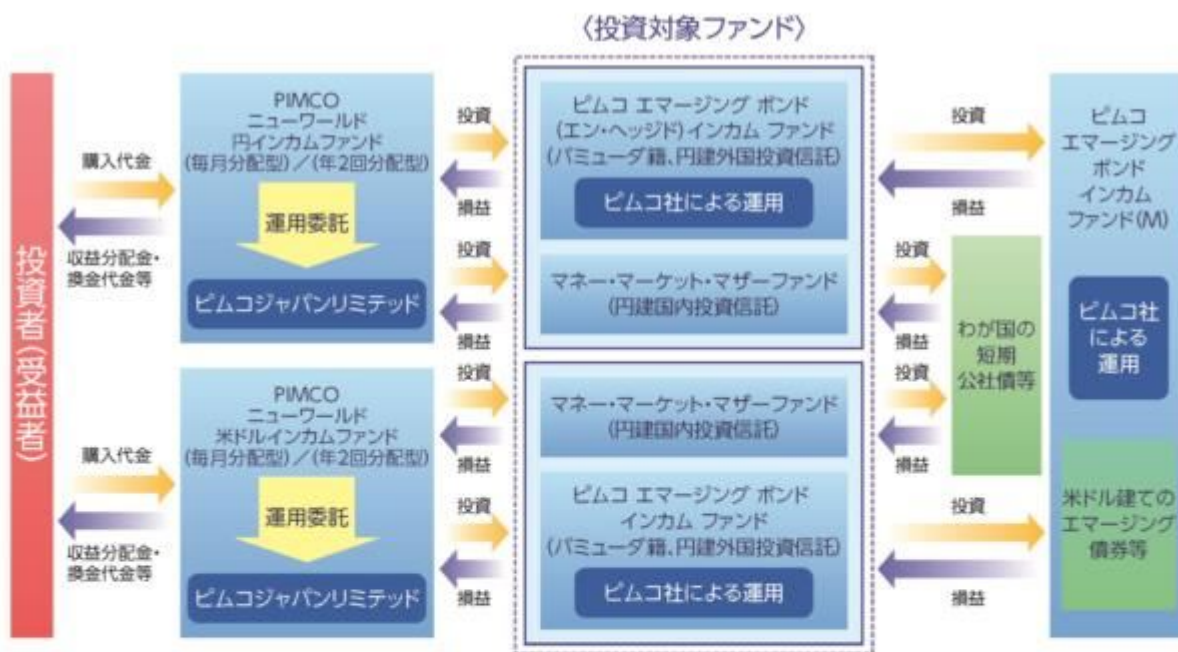 〈投資対象ファンド〉
投資者(受益者)
購入代金
収益分配金・
換金代金等
購入代金
収益分配金・
換金代金等
PIMCO
ニューワールド
円インカムファンド
(毎月分配型)/(年2回分配型)
運用委託
ピムコジャパンリミテッド
PIMCO
ニューワールド
米ドルインカムファンド
(毎月分配型)/(年2回分配型)
運用委託
ピムコジャパンリミテッド
投資
損益
投資
損益
投資
損益
投資
損益
ピムコ エマージング ボンド
(エン・ヘッジド)インカム ファンド
(バミューダ籍、円建外国投資信託)
ピムコ社による運用
マネー・マーケット・マザーファンド
(円建国内投資信託)
マネー・マーケット・マザーファンド
(円建国内投資信託)
ピムコ エマージング ボンド
インカム ファンド
(バミューダ籍、円建外国投資信託)
ピムコ社による運用
投資
損益
投資
損益
投資
損益
投資
損益
わが国の
短期
公社債等
ピムコ
エマージング
ボンド
インカム
ファンド(M)
ピムコ社
による
運用
米ドル建ての
エマージング
債券等